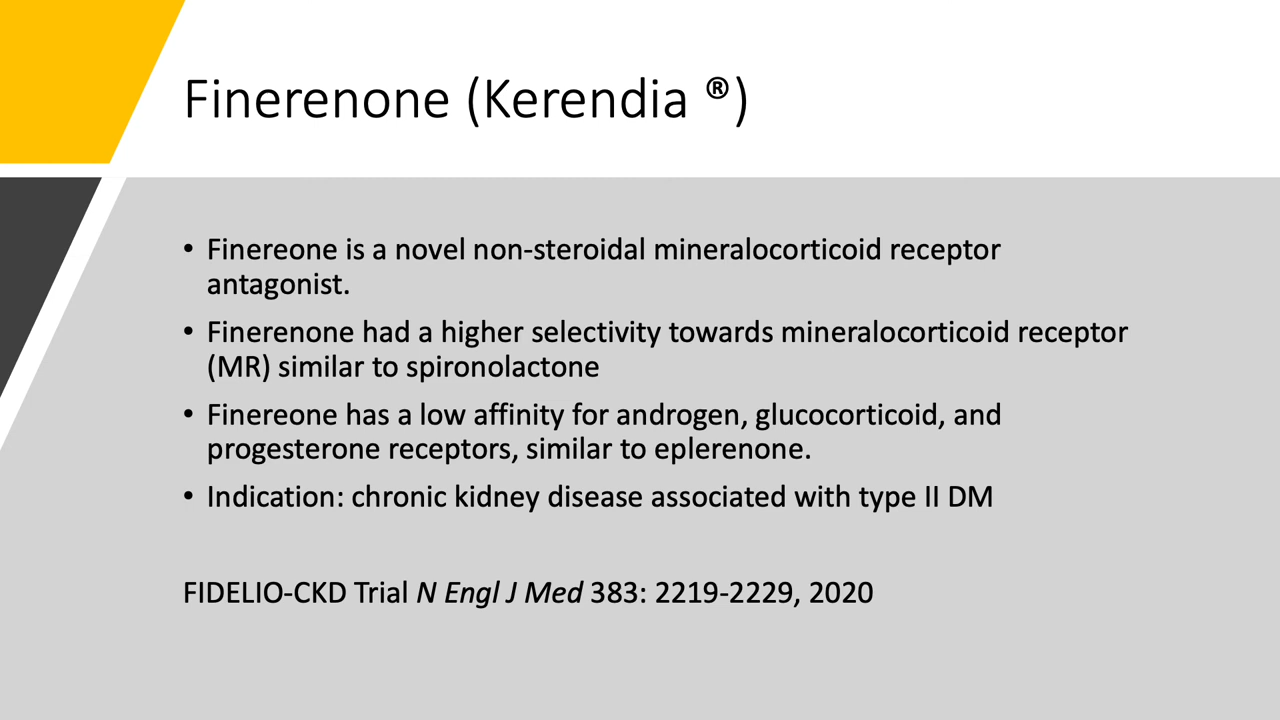 Finerenone (Kerendia ®)
• Finereone is a novel non-steroidal mineralocorticoid receptor
antagonist.
• Finerenone had a higher selectivity towards mineralocorticoid receptor
(MR) similar to spironolactone
• Finereone has a low affinity for androgen, glucocorticoid, and
progesterone receptors, similar to eplerenone.
• Indication: chronic kidney disease associated with type II DM
FIDELIO-CKD Trial N Engl J Med 383: 2219-2229, 2020